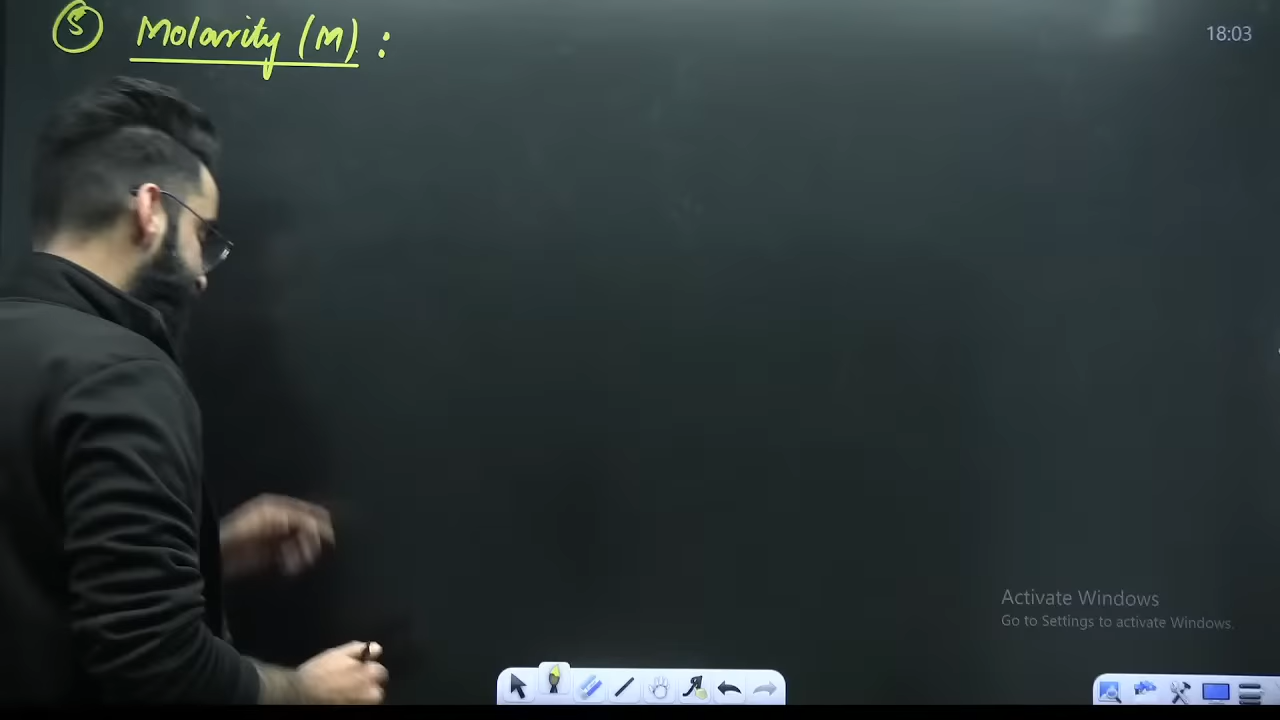 ⑤ Molarity (M) :
18:03
Activate Windows
Go to Settings to activate Windows.